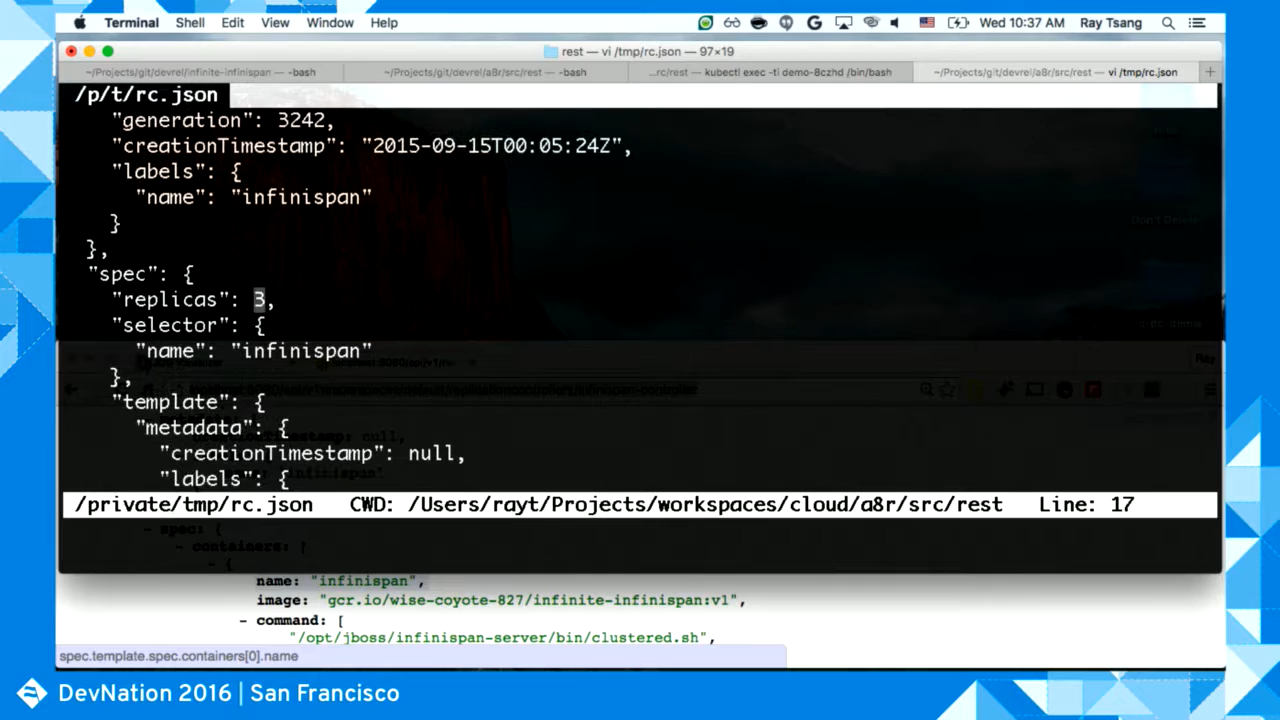 Terminal Shell Edit View Window Help Wed 10:37 AM Ray Tsang
rest — vi /tmp/rc.json — 97×19
~/Projects/git/devrel/infinite-infinispan — -bash ~/Projects/git/devrel/a8r/src/rest — -bash ...rc/rest — kubectl exec -ti demo-8czhd /bin/bash ~/Projects/git/devrel/a8r/src/rest — vi /tmp/rc.json
/p/t/rc.json
"generation": 3242,
"creationTimestamp": "2015-09-15T00:05:24Z",
"labels": {
"name": "infinispan"
}
},
"spec": {
"replicas": 3,
"selector": {
"name": "infinispan"
},
"template": {
"metadata": {
"creationTimestamp": null,
"labels": {
/private/tmp/rc.json CWD: /Users/rayt/Projects/workspaces/cloud/a8r/src/rest Line: 17
- spec: {
- containers: [
- {
name: "infinispan",
image: "gcr.io/wise-coyote-827/infinite-infinispan:v1",
- command: [
"/opt/jboss/infinispan-server/bin/clustered.sh",
spec.template.spec.containers[0].name
DevNation 2016 | San Francisco